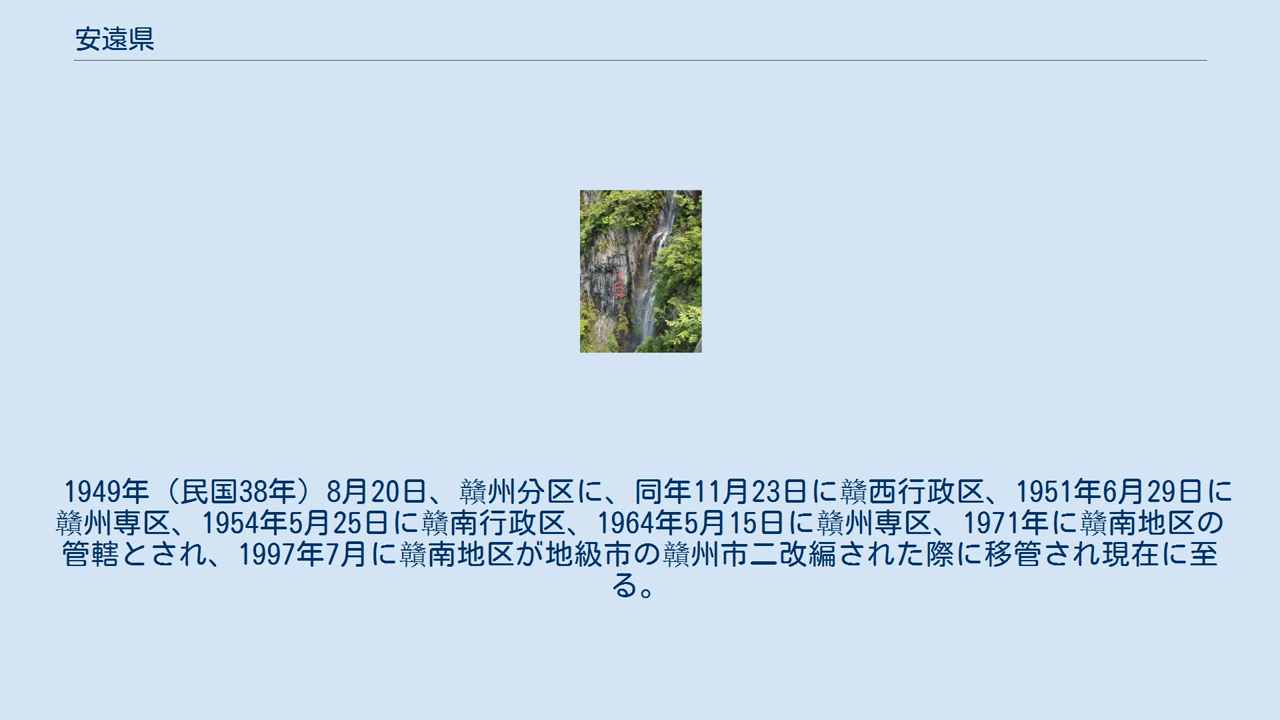 安遠県
1949年（民国38年）8月20日、贛州分区に、同年11月23日に贛西行政区、1951年6月29日に
贛州専区、1954年5月25日に贛南行政区、1964年5月15日に贛州専区、1971年に贛南地区の
管轄とされ、1997年7月に贛南地区が地級市の贛州市二改編された際に移管され現在に至
る。